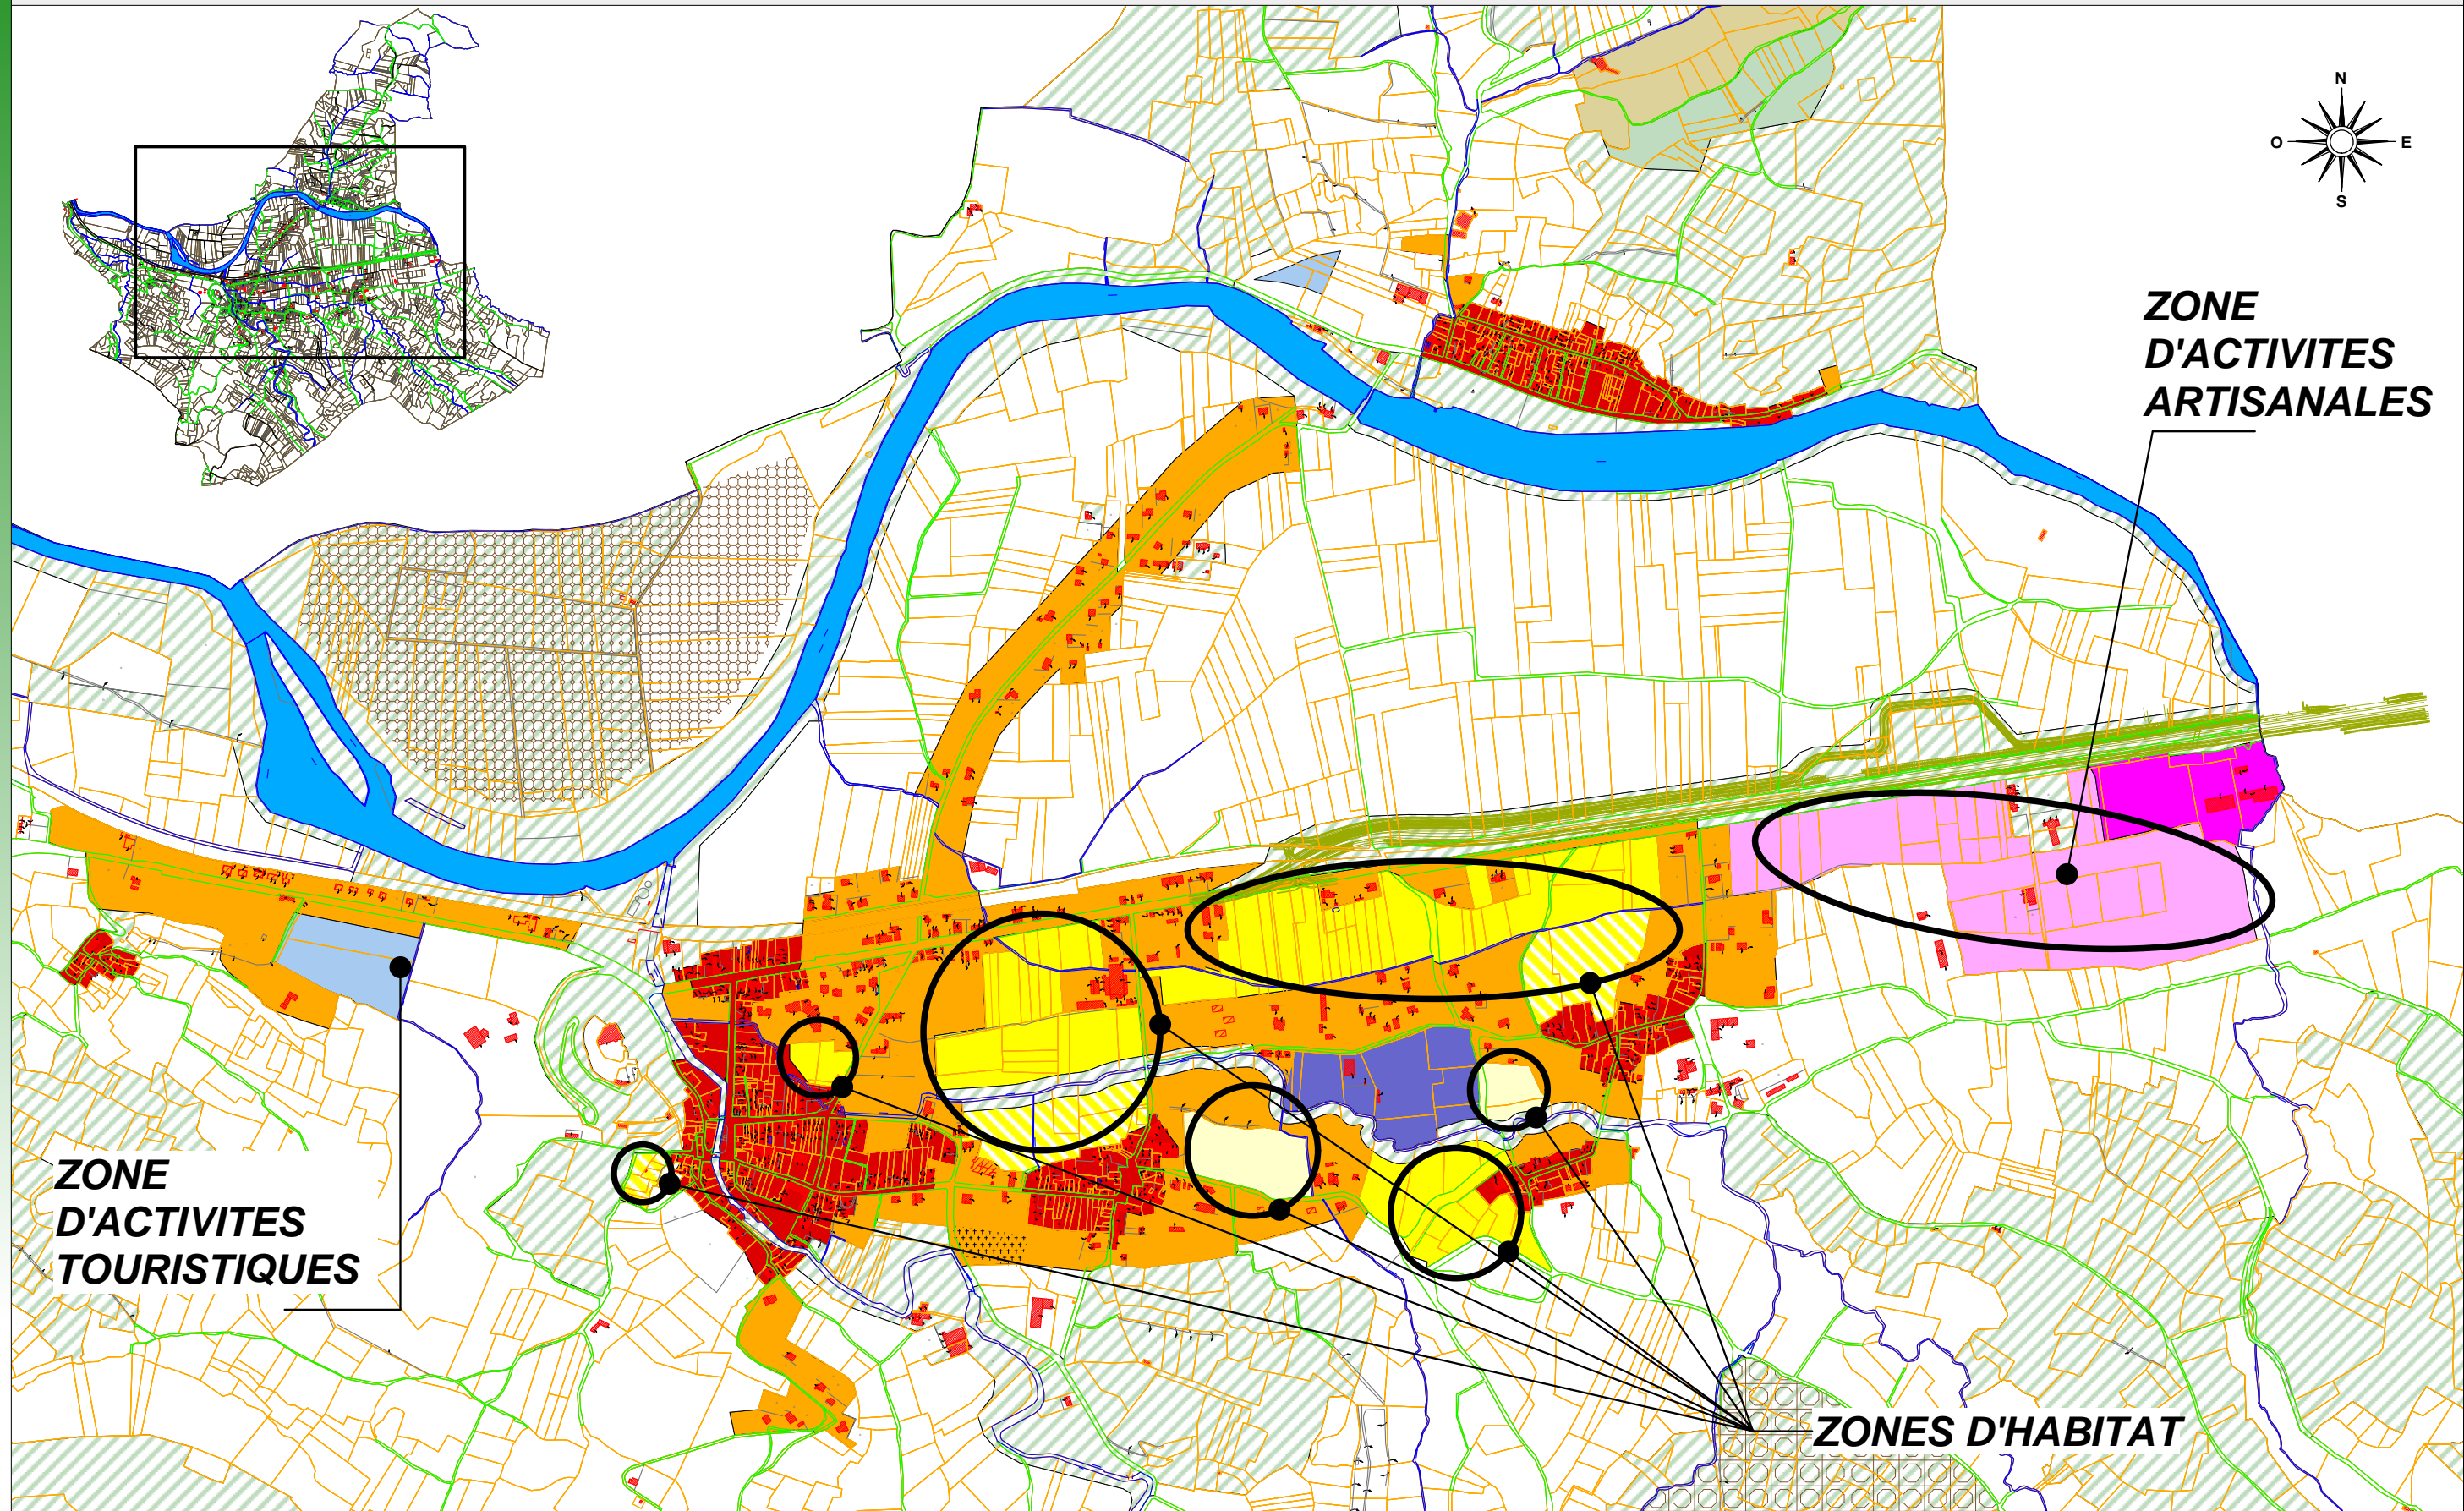 N
O
E
S
ZONE
D'ACTIVITES
ARTISANALES
ZONE
D'ACTIVITES
TOURISTIQUES
ZONES D'HABITAT